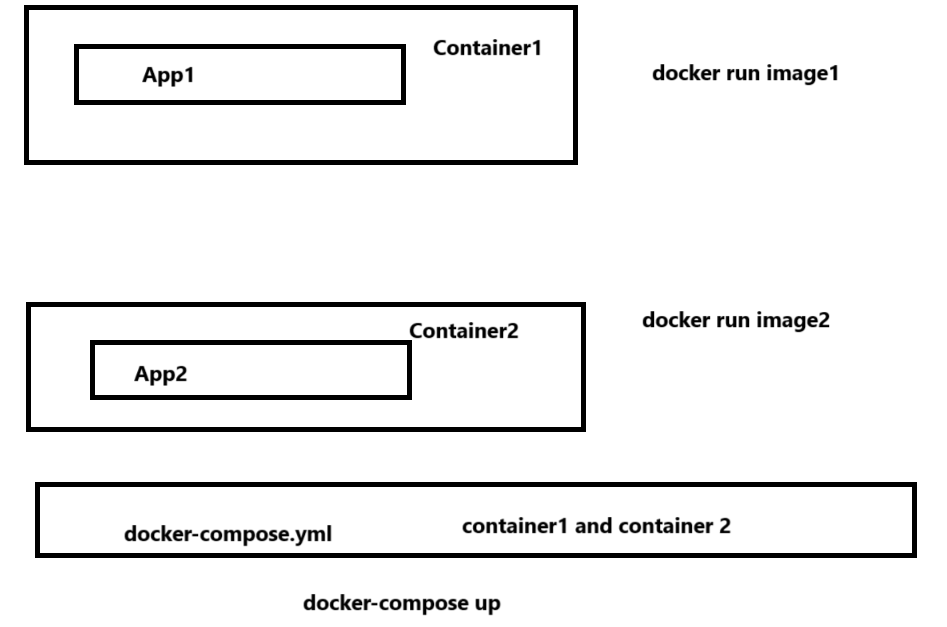 Container1
App1
docker run image1
docker run image2
Container2
App2
docker-compose.yml
container1 and container 2
docker-compose up